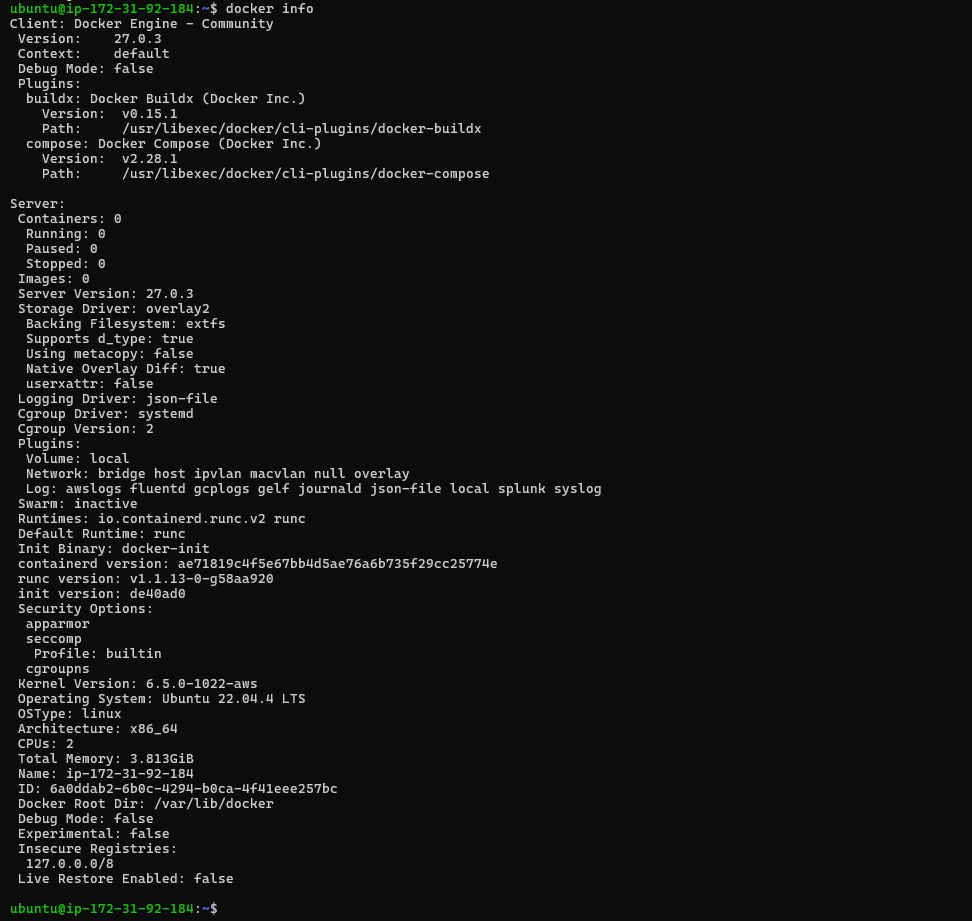 ubuntu@ip-172-31-92-184:~$ docker info
Client: Docker Engine - Community
 Version:    27.0.3
 Context:    default
 Debug Mode: false
 Plugins:
  buildx: Docker Buildx (Docker Inc.)
    Version:  v0.15.1
    Path:     /usr/libexec/docker/cli-plugins/docker-buildx
  compose: Docker Compose (Docker Inc.)
    Version:  v2.28.1
    Path:     /usr/libexec/docker/cli-plugins/docker-compose

Server:
 Containers: 0
  Running: 0
  Paused: 0
  Stopped: 0
 Images: 0
 Server Version: 27.0.3
 Storage Driver: overlay2
  Backing Filesystem: extfs
  Supports d_type: true
  Using metacopy: false
  Native Overlay Diff: true
  userxattr: false
 Logging Driver: json-file
 Cgroup Driver: systemd
 Cgroup Version: 2
 Plugins:
  Volume: local
  Network: bridge host ipvlan macvlan null overlay
  Log: awslogs fluentd gcplogs gelf journald json-file local splunk syslog
 Swarm: inactive
 Runtimes: io.containerd.runc.v2 runc
 Default Runtime: runc
 Init Binary: docker-init
 containerd version: ae71819c4f5e67bb4d5ae76a6b735f29cc25774e
 runc version: v1.1.13-0-g58aa920
 init version: de40ad0
 Security Options:
  apparmor
  seccomp
   Profile: builtin
  cgroupns
 Kernel Version: 6.5.0-1022-aws
 Operating System: Ubuntu 22.04.4 LTS
 OSType: linux
 Architecture: x86_64
 CPUs: 2
 Total Memory: 3.813GiB
 Name: ip-172-31-92-184
 ID: 6a0ddab2-6b0c-4294-b0ca-4f41eee257bc
 Docker Root Dir: /var/lib/docker
 Debug Mode: false
 Experimental: false
 Insecure Registries:
  127.0.0.0/8
 Live Restore Enabled: false

ubuntu@ip-172-31-92-184:~$